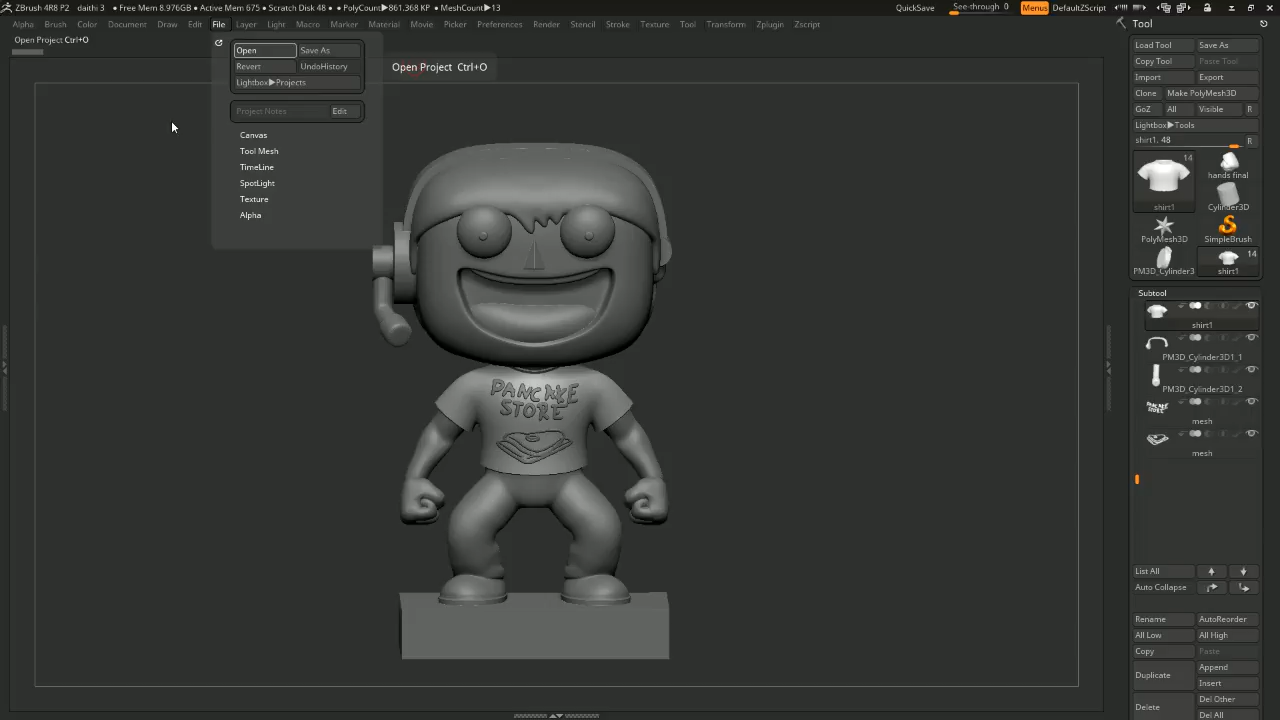 ZBrush 4R8 P2 daithi 3 • Free Mem 8.976GB • Active Mem 675 • Scratch Disk 48 • PolyCount▶861.368 KP • MeshCount▶13 QuickSave See-through 0 Menus DefaultZScript
Alpha Brush Color Document Draw Edit File Layer Light Macro Marker Material Movie Picker Preferences Render Stencil Stroke Texture Tool Transform Zplugin Zscript
Open Project Ctrl+O
Open Save As
Revert UndoHistory
Lightbox▶Projects
Project Notes Edit
Canvas
Tool Mesh
TimeLine
SpotLight
Texture
Alpha
Open Project Ctrl+O
PANCAKE
STORE
Tool
Load Tool Save As
Copy Tool Paste Tool
Import Export
Clone Make PolyMesh3D
GoZ All Visible R
Lightbox▶Tools
shirt1. 48 R
14
hands final
shirt1 Cylinder3D
PolyMesh3D SimpleBrush
14
PM3D_Cylinder3 shirt1
Subtool
shirt1
PM3D_Cylinder3D1_1
PM3D_Cylinder3D1_2
mesh
mesh
List All
Auto Collapse
Rename AutoReorder
All Low All High
Copy Paste
Duplicate Append
Insert
Delete Del Other
Del All